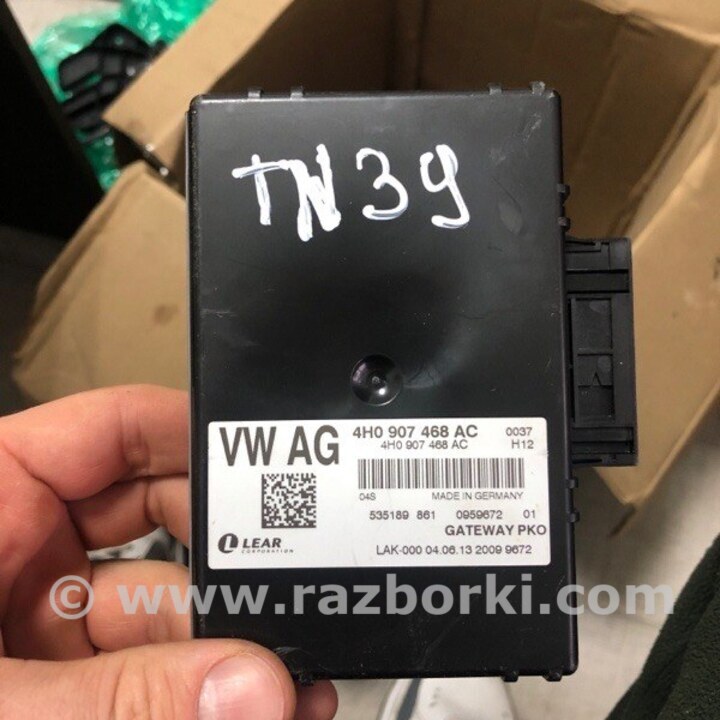 TN39
VW AG
4H0 907 468 AC 0037
4H0 907 468 AC H12
04S MADE IN GERMANY
535189 861 0959672 01
GATEWAY PKO
LEAR
CORPORATION
LAK-000 04.06.13 2009 9672
© www.razborki.com